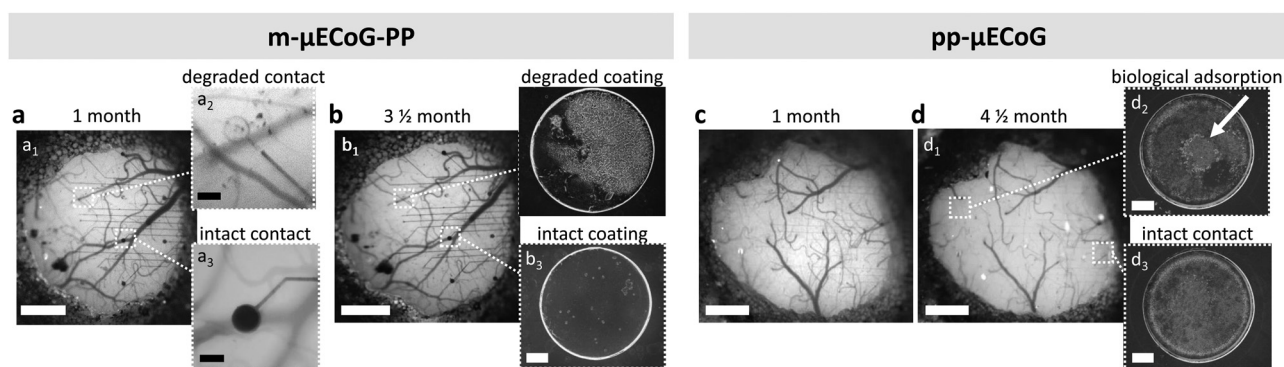 m-µECoG-PP
pp-µECoG
degraded contact
degraded coating
biological adsorption
a
1 month
a2
b
3 ½ month
c
1 month
d
4 ½ month
d2
a1
b1
d1
intact contact
intact coating
intact contact
a3
b3
d3